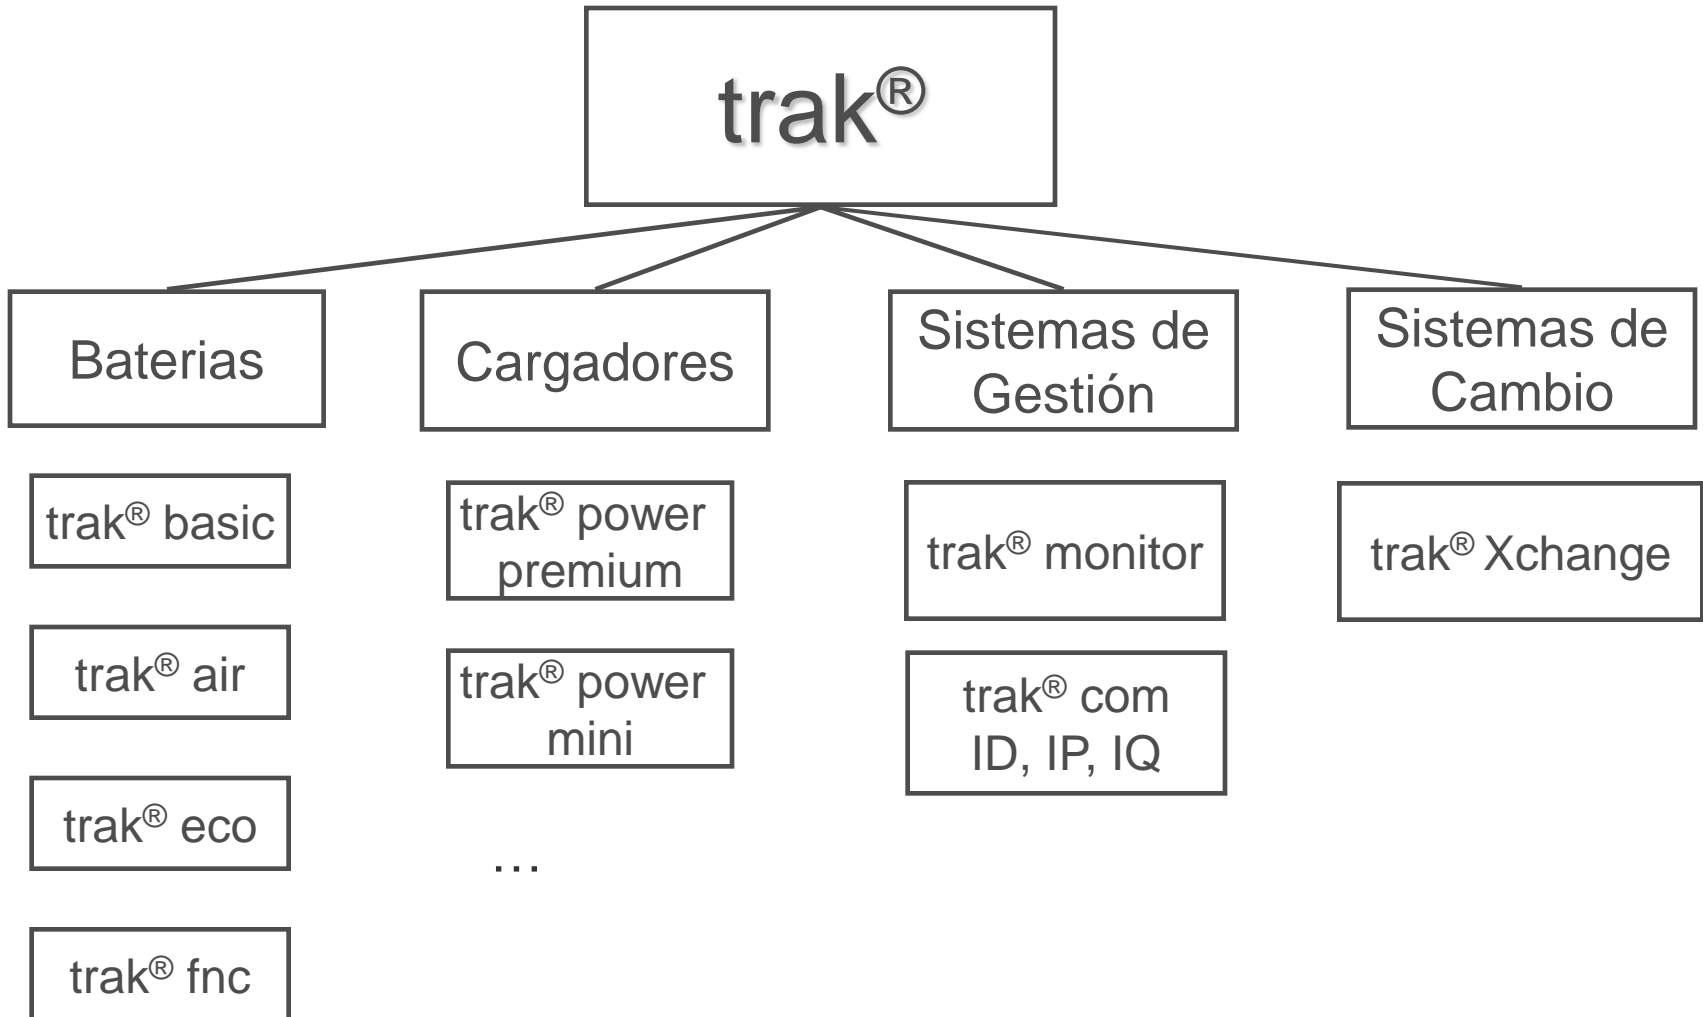 trak®
Baterias
Cargadores
Sistemas de
Gestión
Sistemas de
Cambio
trak® basic
trak® air
trak® eco
trak® fnc
trak® power
premium
trak® power
mini
…
trak® monitor
trak® com
ID, IP, IQ
trak® Xchange